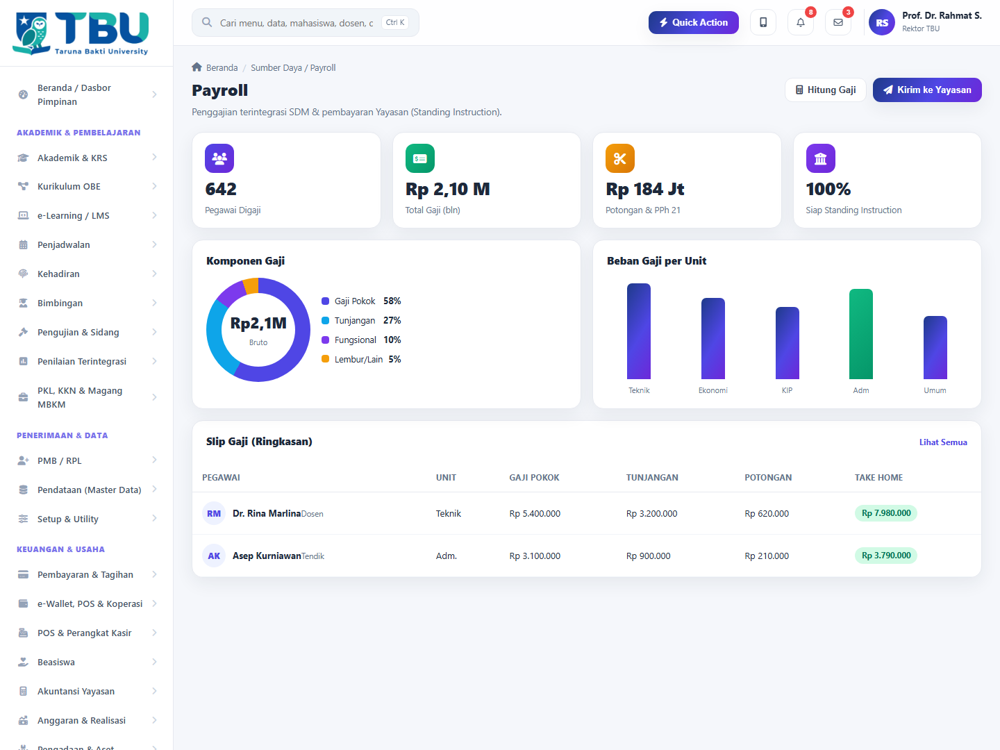 TBU
Taruna Bakti University
Cari menu, data, mahasiswa, dosen, c
Ctrl K
Quick Action
8
3
RS
Prof. Dr. Rahmat S.
Rektor TBU
Beranda / Dasbor
Pimpinan
AKADEMIK & PEMBELAJARAN
Akademik & KRS
Kurikulum OBE
e-Learning / LMS
Penjadwalan
Kehadiran
Bimbingan
Pengujian & Sidang
Penilaian Terintegrasi
PKL, KKN & Magang
MBKM
PENERIMAAN & DATA
PMB / RPL
Pendataan (Master Data)
Setup & Utility
KEUANGAN & USAHA
Pembayaran & Tagihan
e-Wallet, POS & Koperasi
POS & Perangkat Kasir
Beasiswa
Akuntansi Yayasan
Anggaran & Realisasi
Pengadaan & Aset
Beranda / Sumber Daya / Payroll
Payroll
Penggajian terintegrasi SDM & pembayaran Yayasan (Standing Instruction).
Hitung Gaji
Kirim ke Yayasan
642
Pegawai Digaji
Rp 2,10 M
Total Gaji (bln)
Rp 184 Jt
Potongan & PPh 21
100%
Siap Standing Instruction
Komponen Gaji
Rp2,1M
Bruto
Gaji Pokok 58%
Tunjangan 27%
Fungsional 10%
Lembur/Lain 5%
Beban Gaji per Unit
Teknik Ekonomi KIP Adm Umum
Slip Gaji (Ringkasan)
Lihat Semua
PEGAWAI UNIT GAJI POKOK TUNJANGAN POTONGAN TAKE HOME
RM Dr. Rina MarlinaDosen Teknik Rp 5.400.000 Rp 3.200.000 Rp 620.000 Rp 7.980.000
AK Asep KurniawanTendik Adm. Rp 3.100.000 Rp 900.000 Rp 210.000 Rp 3.790.000